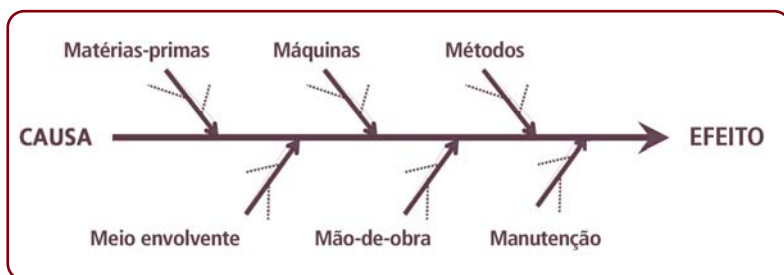 Matérias-primas Máquinas Métodos
CAUSA EFEITO
Meio envolvente Mão-de-obra Manutenção